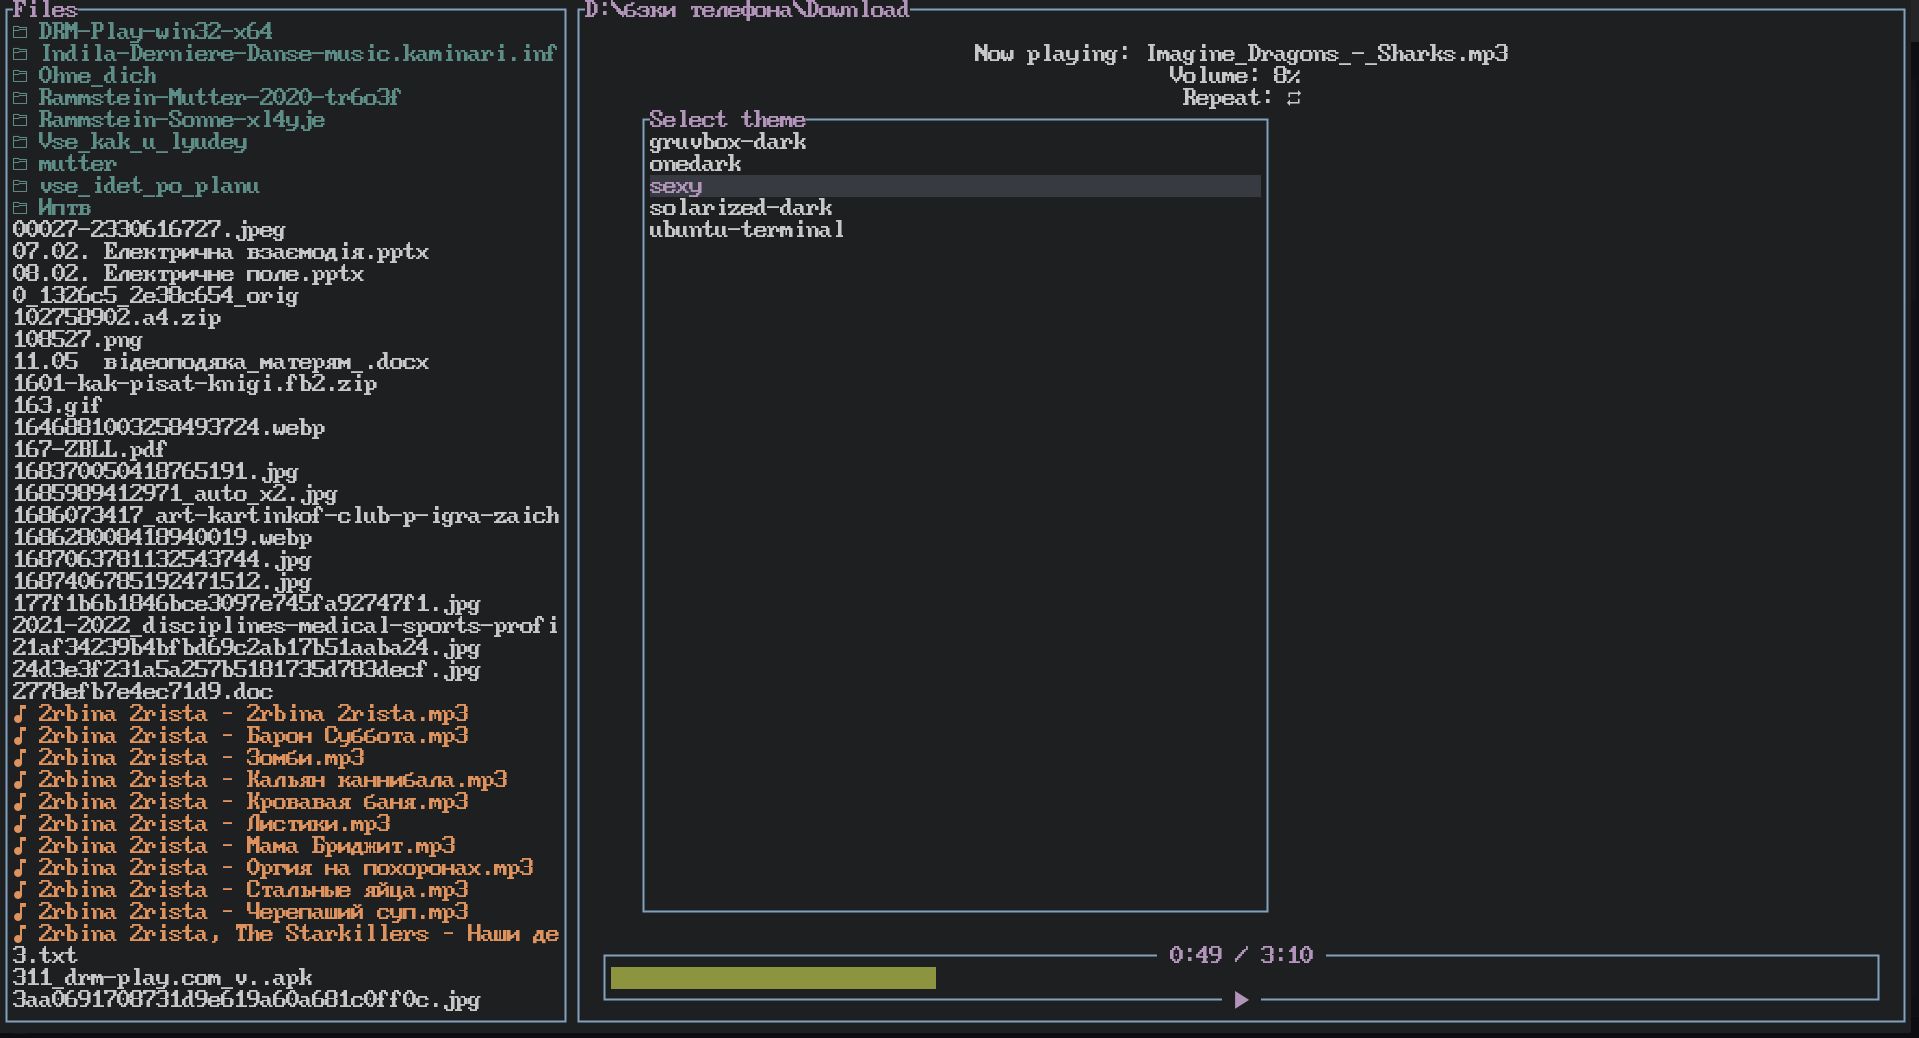 Files
DRM-Play-win32-x64
Indila-Derniere-Danse-music.kaminari.inf
Ohne_dich
Rammstein-Mutter-2020-tr6o3f
Rammstein-Sonne-xl4yje
Vse_kak_u_lyudey
mutter
vse_idet_po_planu
Иптв
00027-2330616727.jpeg
07.02. Електрична взаємодія.pptx
08.02. Електричне поле.pptx
0_1326c5_2e38c654_orig
102758902.a4.zip
108527.png
11.05  відеоподяка_матерям_.docx
1601-kak-pisat-knigi.fb2.zip
163.gif
1646881003258493724.webp
167-ZBLL.pdf
168370050418765191.jpg
1685989412971_auto_x2.jpg
1686073417_art-kartinkof-club-p-igra-zaich
168628008418940019.webp
1687063781132543744.jpg
1687406785192471512.jpg
177f1b6b1846bce3097e745fa92747f1.jpg
2021-2022_disciplines-medical-sports-profi
21af34239b4bfbd69c2ab17b51aaba24.jpg
24d3e3f231a5a257b5181735d783decf.jpg
2778efb7e4ec71d9.doc
♪ 2rbina 2rista - 2rbina 2rista.mp3
♪ 2rbina 2rista - Барон Суббота.mp3
♪ 2rbina 2rista - Зомби.mp3
♪ 2rbina 2rista - Кальян каннибала.mp3
♪ 2rbina 2rista - Кровавая баня.mp3
♪ 2rbina 2rista - Листики.mp3
♪ 2rbina 2rista - Мама Бриджит.mp3
♪ 2rbina 2rista - Оргия на похоронах.mp3
♪ 2rbina 2rista - Стальные яйца.mp3
♪ 2rbina 2rista - Черепаший суп.mp3
♪ 2rbina 2rista, The Starkillers - Наши де
3.txt
311_drm-play.com_v..apk
3aa0691708731d9e619a60a681c0ff0c.jpg
D:\бэки телефона\Download
Now playing: Imagine_Dragons_-_Sharks.mp3
Volume: 8%
Repeat:
Select theme
gruvbox-dark
onedark
sexy
solarized-dark
ubuntu-terminal
0:49 / 3:10